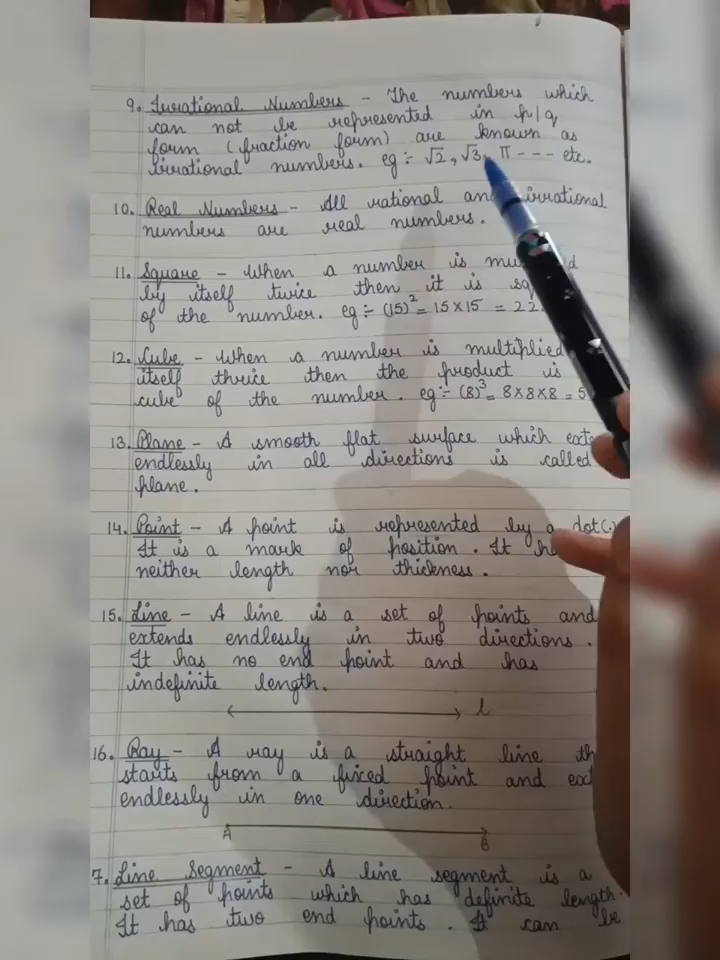 9. Irrational Numbers - The numbers which
can not be represented in p/q
form (fraction form) are known as
irrational numbers. eg:- √2, √3, π --- etc.
10. Real Numbers - All rational and irrational
numbers are real numbers.
11. Square - When a number is
by itself twice then it is
of the number. eg:- (15)² = 15 x 15 =
12. Cube - When a number is multiplied
itself thrice then the product is
cube of the number. eg:- (8)³ = 8x8x8 =
13. Plane - A smooth flat surface which
endlessly in all directions is called
plane.
14. Point - A point is represented by a dot(.)
It is a mark of position. It
neither length nor thickness.
15. Line - A line is a set of points and
extends endlessly in two directions.
It has no end point and has
indefinite length.
l
16. Ray - A ray is a straight line
starts from a fixed point and
endlessly in one direction.
A B
7. Line Segment - A line segment is a
set of points which has definite length.
It has two end points. It can be